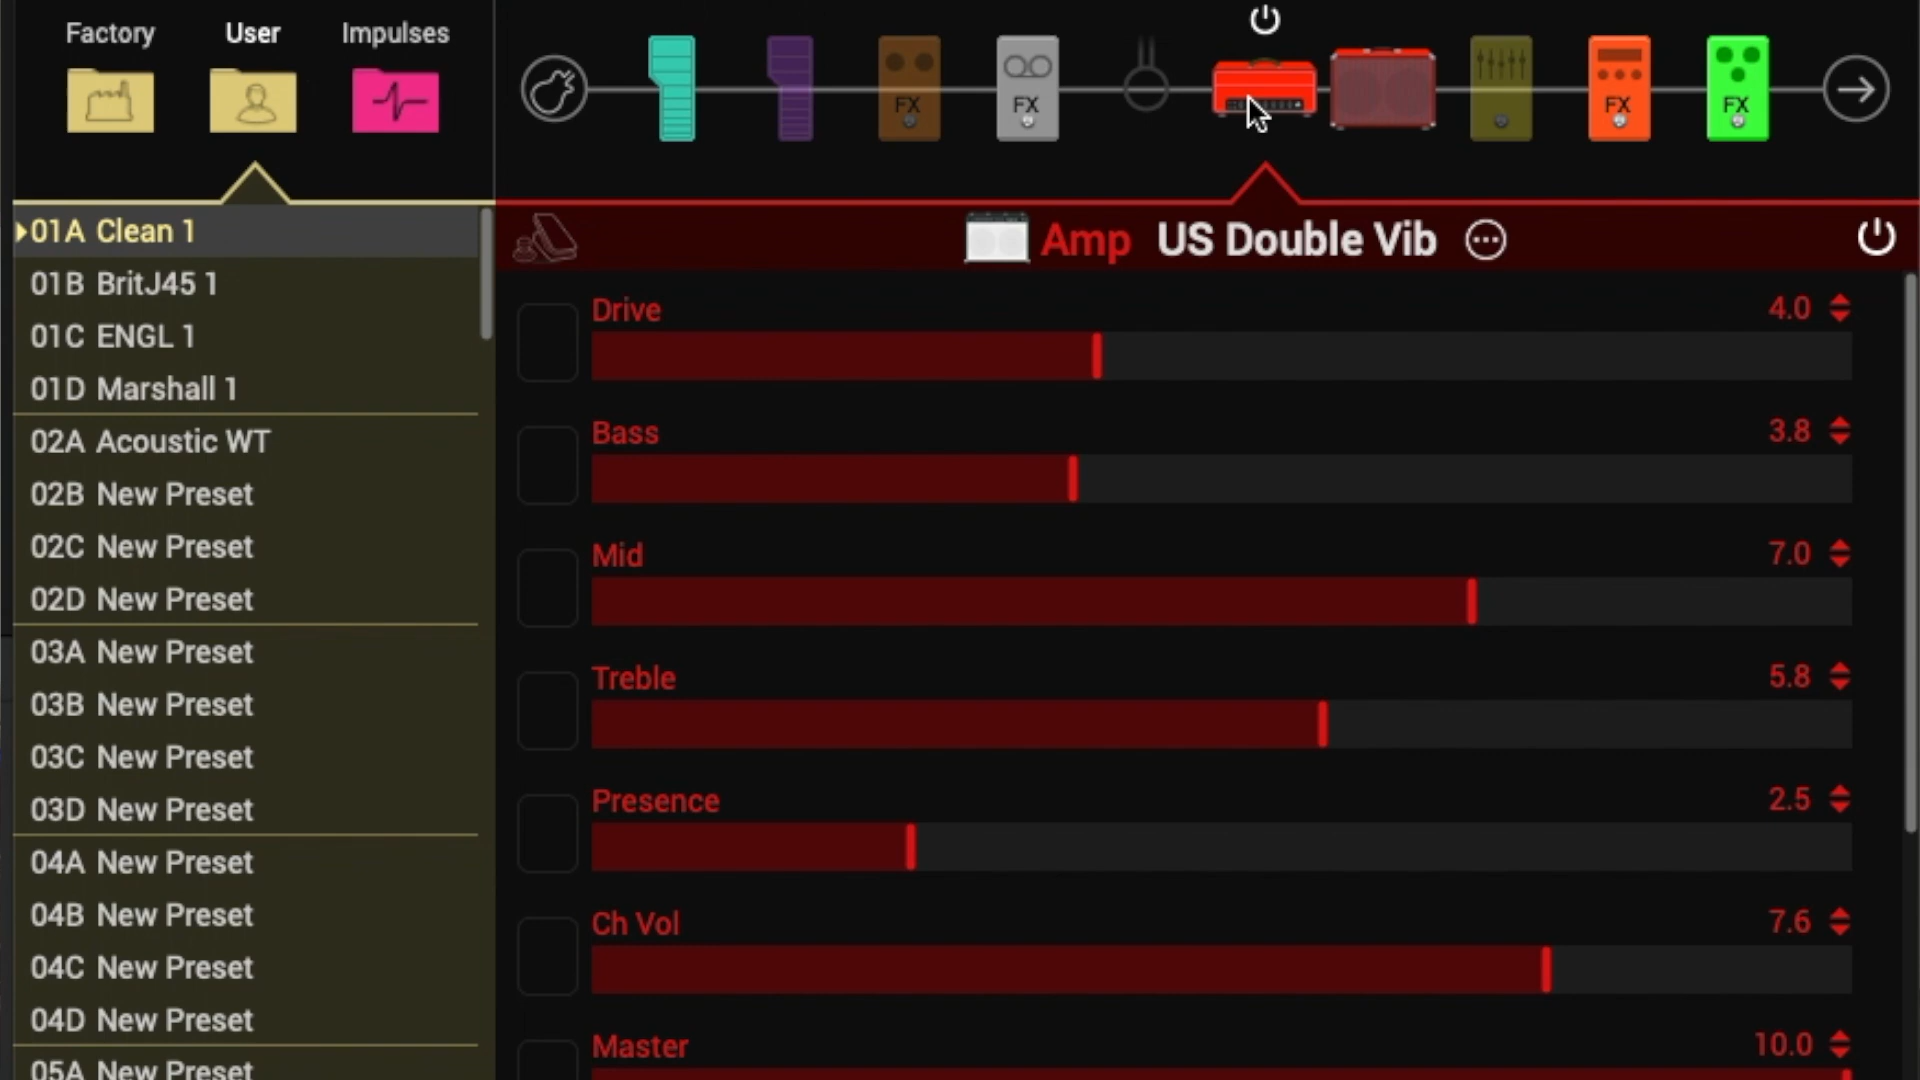 Factory
User
Impulses
FX
FX
FX
FX
01A Clean 1
01B BritJ45 1
01C ENGL 1
01D Marshall 1
02A Acoustic WT
02B New Preset
02C New Preset
02D New Preset
03A New Preset
03B New Preset
03C New Preset
03D New Preset
04A New Preset
04B New Preset
04C New Preset
04D New Preset
05A New Preset
Amp US Double Vib
Drive 4.0
Bass 3.8
Mid 7.0
Treble 5.8
Presence 2.5
Ch Vol 7.6
Master 10.0